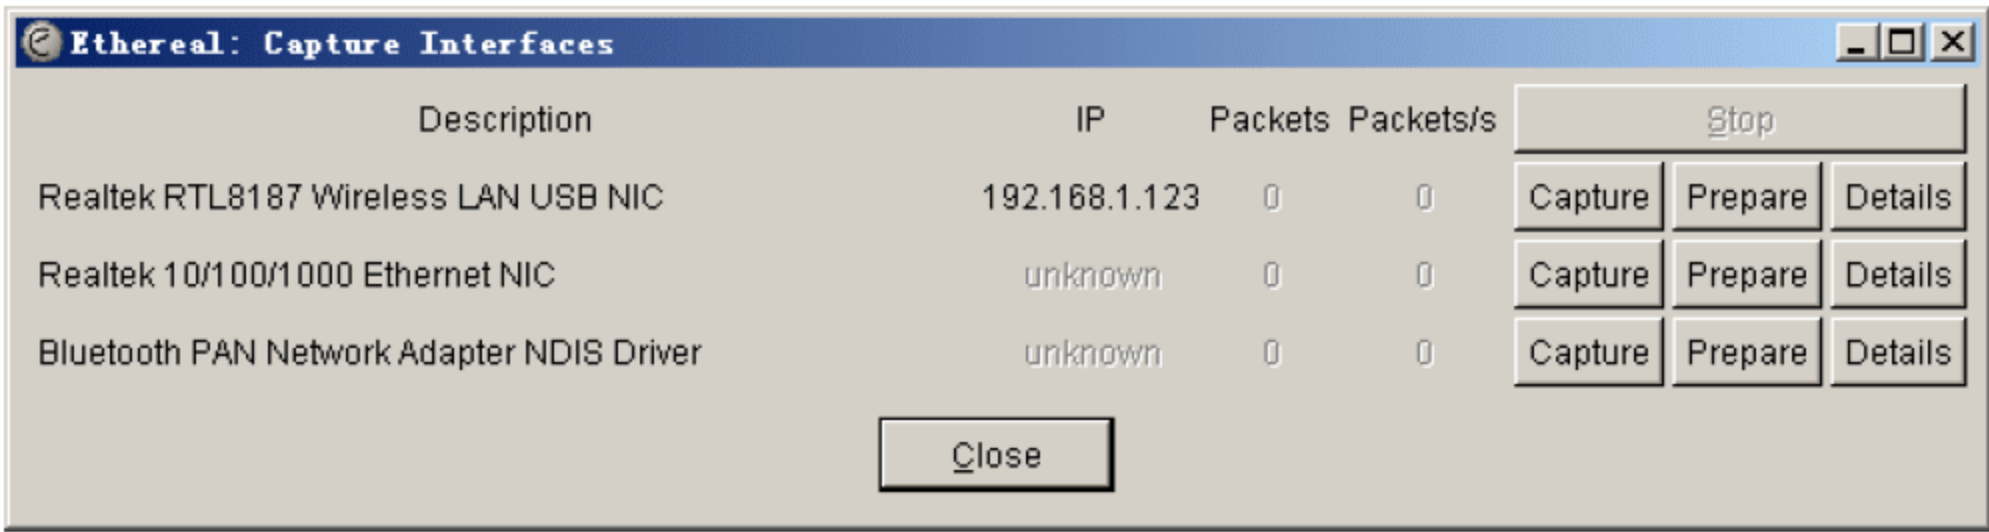 Ethereal: Capture Interfaces
Description IP Packets Packets/s Stop
Realtek RTL8187 Wireless LAN USB NIC 192.168.1.123 0 0 Capture Prepare Details
Realtek 10/100/1000 Ethernet NIC unknown 0 0 Capture Prepare Details
Bluetooth PAN Network Adapter NDIS Driver unknown 0 0 Capture Prepare Details
Close